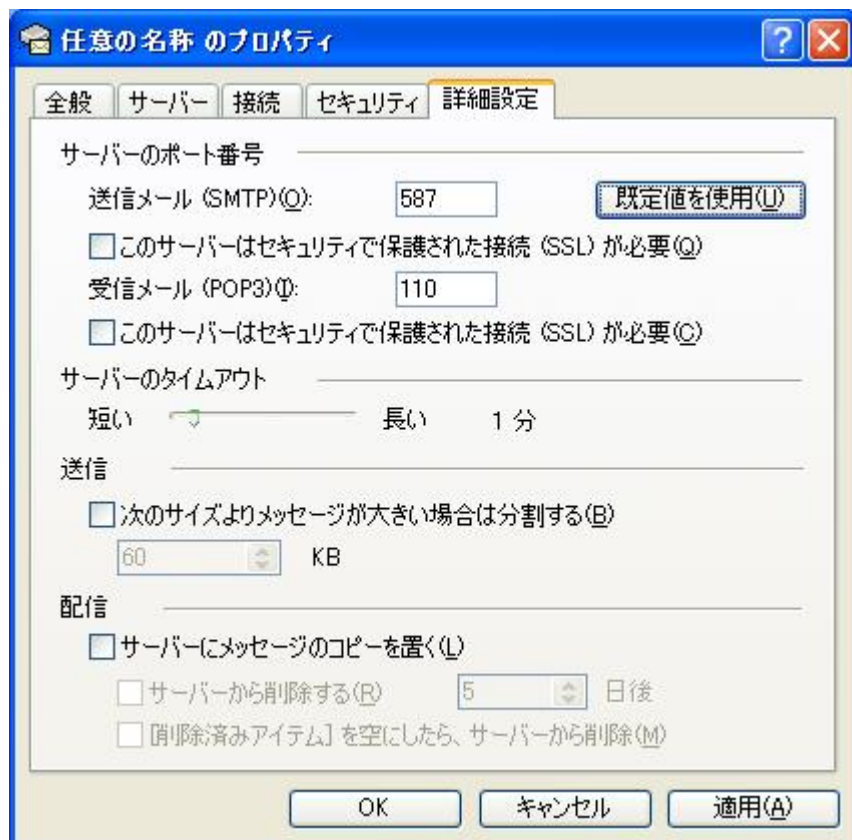 任意の名称 のプロパティ
全般 サーバー 接続 セキュリティ 詳細設定
サーバーのポート番号
送信メール (SMTP)(O): 587 既定値を使用(U)
このサーバーはセキュリティで保護された接続 (SSL) が必要(Q)
受信メール (POP3)(I): 110
このサーバーはセキュリティで保護された接続 (SSL) が必要(C)
サーバーのタイムアウト
短い 長い 1 分
送信
次のサイズよりメッセージが大きい場合は分割する(B)
60 KB
配信
サーバーにメッセージのコピーを置く(L)
サーバーから削除する(R) 5 日後
[削除済みアイテム] を空にしたら、サーバーから削除(M)
OK キャンセル 適用(A)